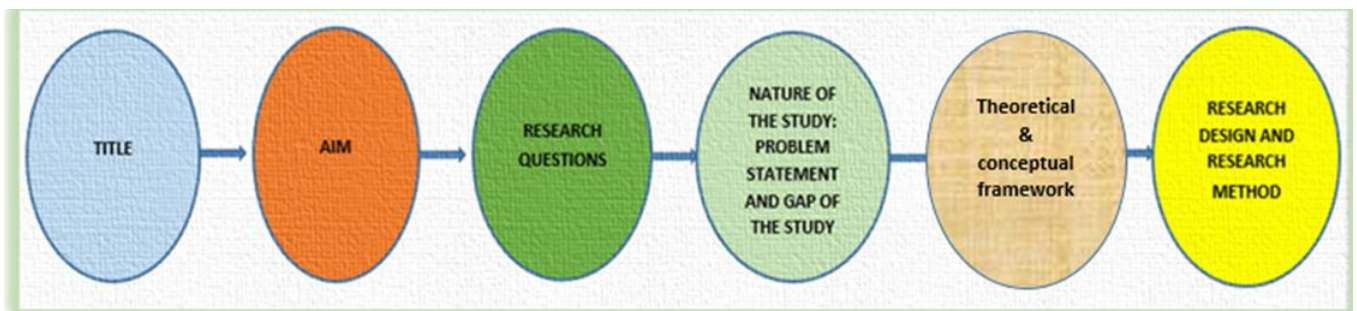 TITLE
AIM
RESEARCH
QUESTIONS
NATURE OF
THE STUDY:
PROBLEM
STATEMENT
AND GAP OF
THE STUDY
Theoretical
&
conceptual
framework
RESEARCH
DESIGN AND
RESEARCH
METHOD